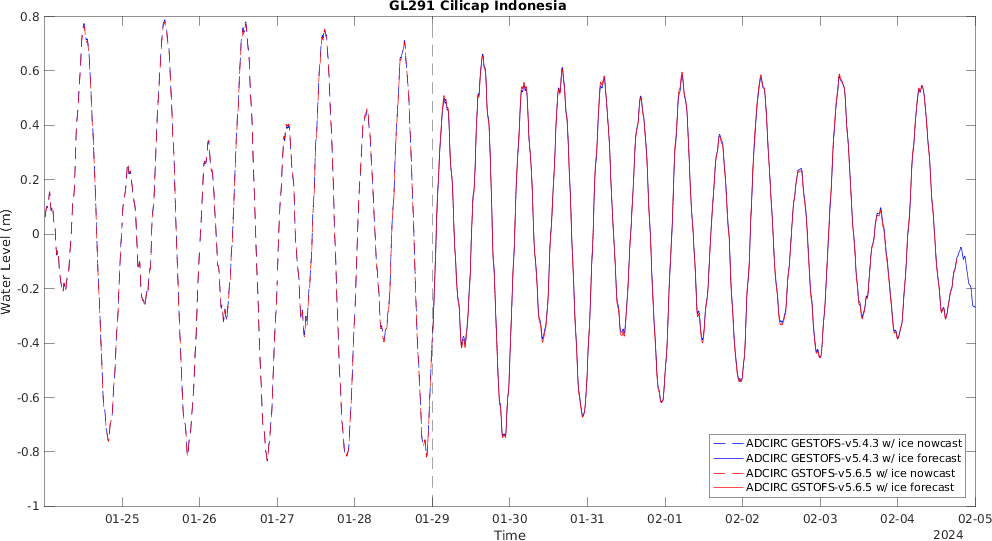 GL291 Cilicap Indonesia
Water Level (m)
0.8
0.6
0.4
0.2
0
-0.2
-0.4
-0.6
-0.8
-1
ADCIRC GESTOFS-v5.4.3 w/ ice nowcast
ADCIRC GESTOFS-v5.4.3 w/ ice forecast
ADCIRC GSTOFS-v5.6.5 w/ ice nowcast
ADCIRC GSTOFS-v5.6.5 w/ ice forecast
01-25 01-26 01-27 01-28 01-29 01-30 01-31 02-01 02-02 02-03 02-04 02-05
Time
2024